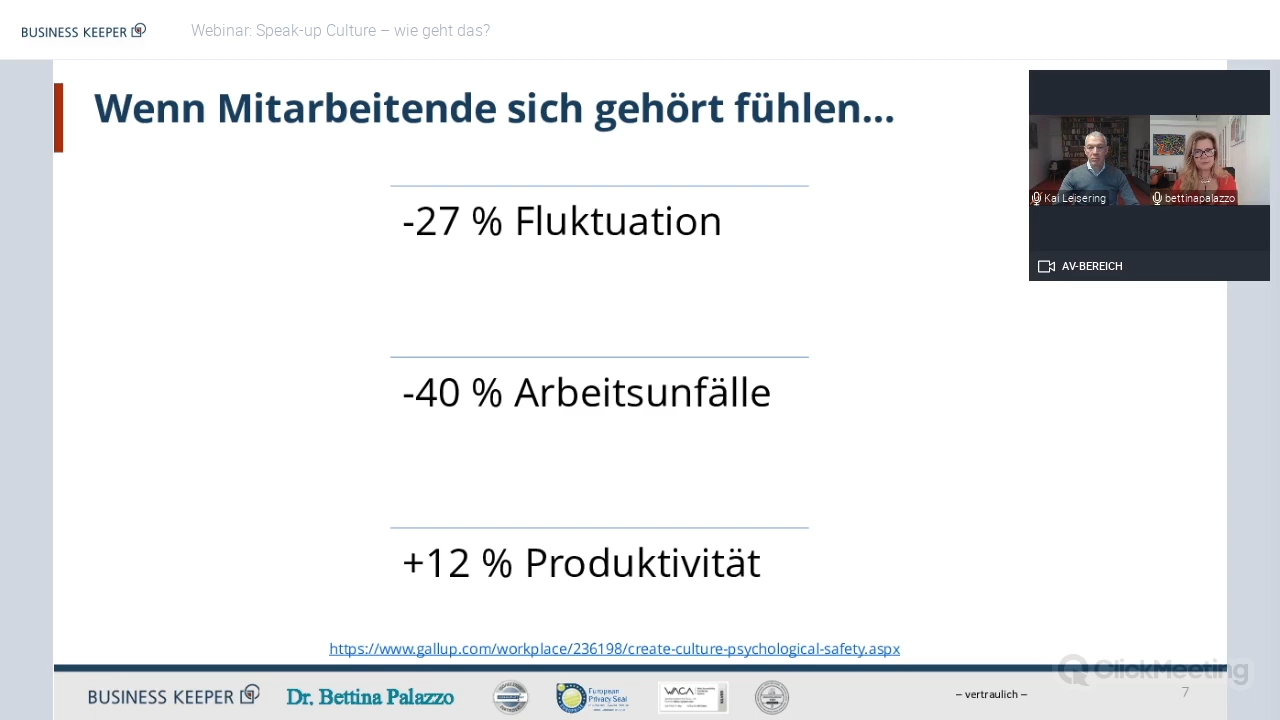 BUSINESS KEEPER
Webinar: Speak-up Culture – wie geht das?
Wenn Mitarbeitende sich gehört fühlen...
Kai Leisering
bettinapalazzo
AV-BEREICH
-27 % Fluktuation
-40 % Arbeitsunfälle
+12 % Produktivität
https://www.gallup.com/workplace/236198/create-culture-psychological-safety.aspx
ClickMeeting
BUSINESS KEEPER
Dr. Bettina Palazzo
European
Privacy Seal
WACA
– vertraulich –
7